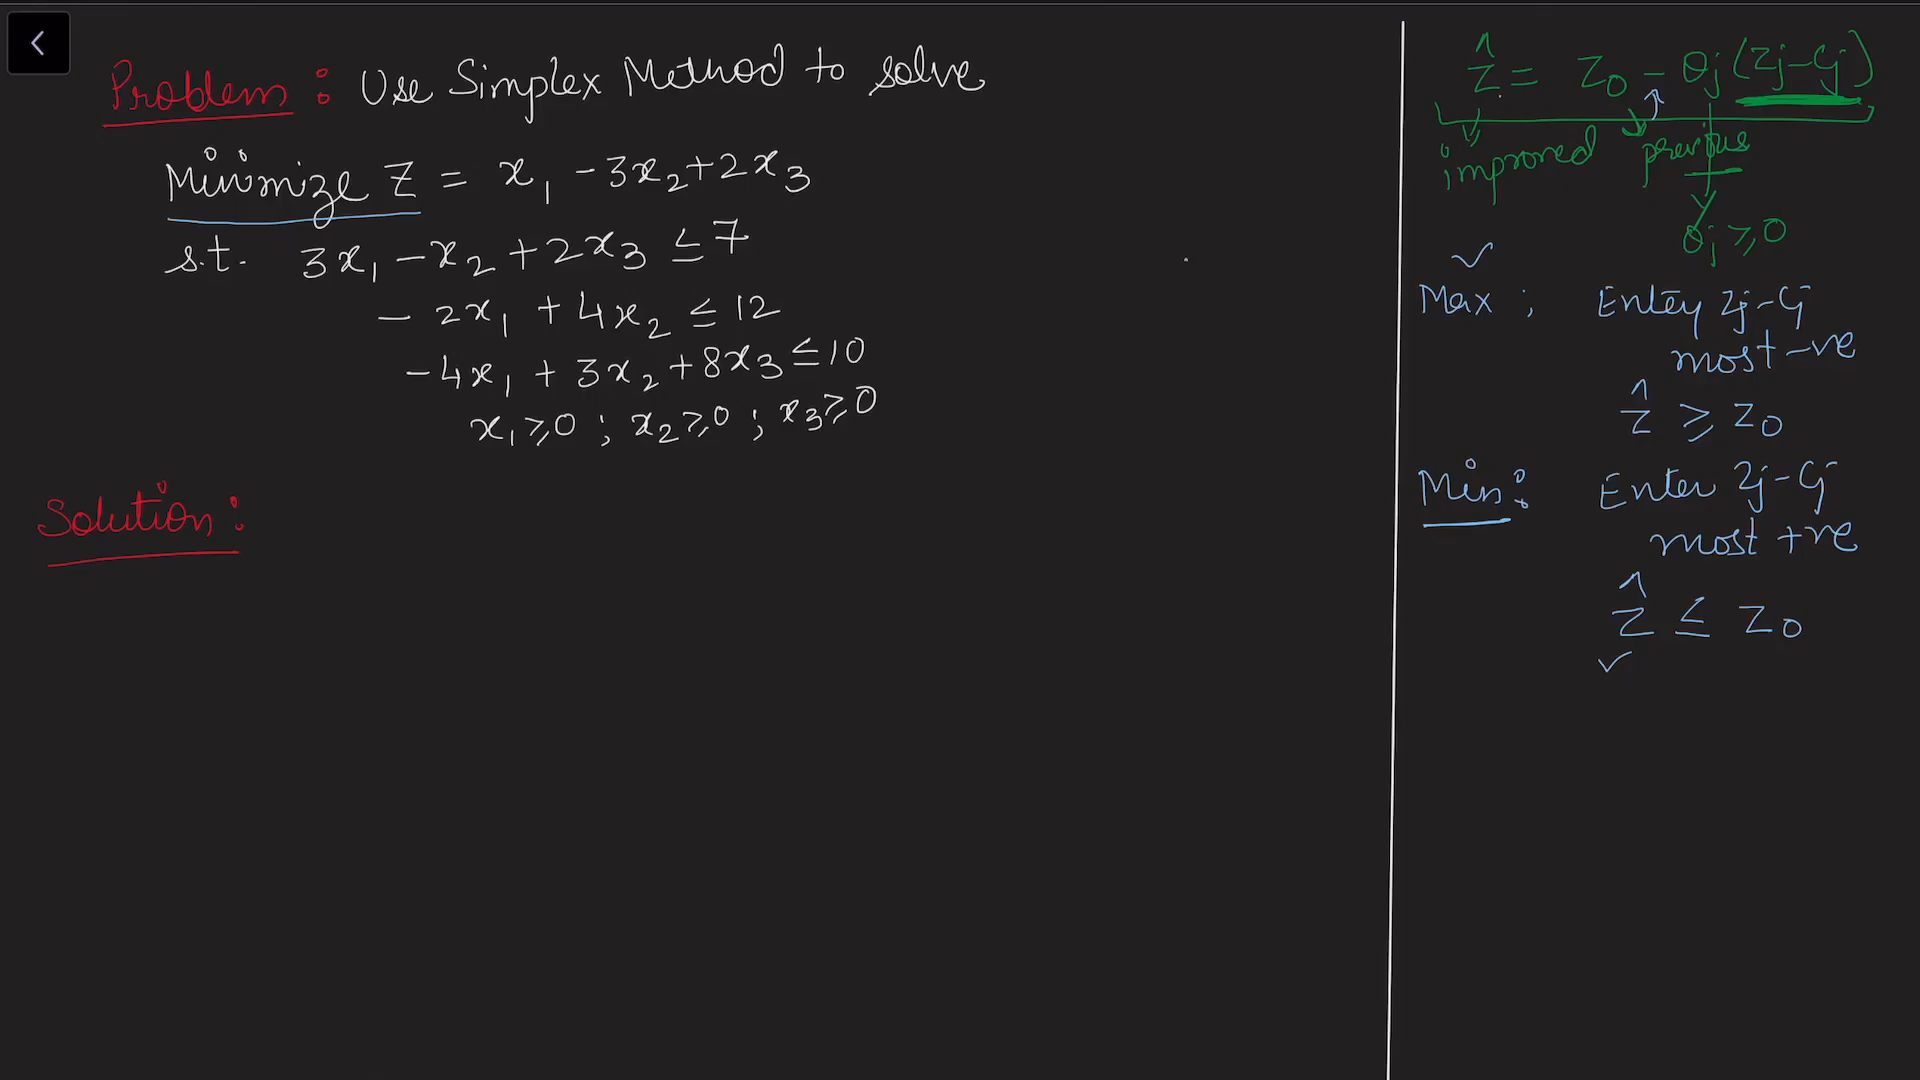 Problem : Use Simplex Method to solve
Minimize Z = x₁ - 3x₂ + 2x₃
s.t. 3x₁ - x₂ + 2x₃ ≤ 7
- 2x₁ + 4x₂ ≤ 12
- 4x₁ + 3x₂ + 8x₃ ≤ 10
x₁ ≥ 0 ; x₂ ≥ 0 ; x₃ ≥ 0
Solution :
ẑ = z₀ - θj (zj - cj)
improved previous
θj ≥ 0
Max ; Entry zj - cj
most -ve
ẑ ≥ z₀
Min : Enter zj - cj
most +ve
ẑ ≤ z₀